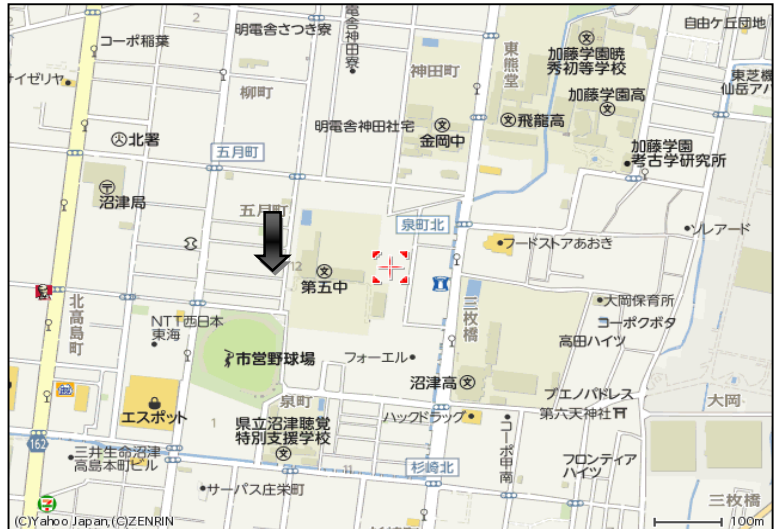 2
明電舎さつき寮
明電舎神田寮
コーポ稲葉
自由ケ丘団地
東熊堂
加藤学園暁
秀初等学校
神田町
サイゼリヤ
柳町
加藤学園高
文
明電舎神田社宅
文
金岡中
文飛龍高
文
火北署
五月町
加藤学園
考古学研究所
〒
沼津局
五月町
泉町北
フードストアあおき
ソレアード
12
文
第五中
北高島町
三枚橋
大岡保育所
コーポクボタ
NTT西日本
東海
高田ハイツ
市営野球場
フォーエル
沼津高文
ブエノパドレス
エスポット
泉町
第六天神社
大岡
1
県立沼津聴覚
特別支援学校
文
ハックドラッグ
コーポ甲南
162
三井生命沼津
高島本町ビル
11
杉崎北
フロンティア
ハイツ
サーパス庄栄町
三枚橋
(C)Yahoo Japan,(C)ZENRIN
100m